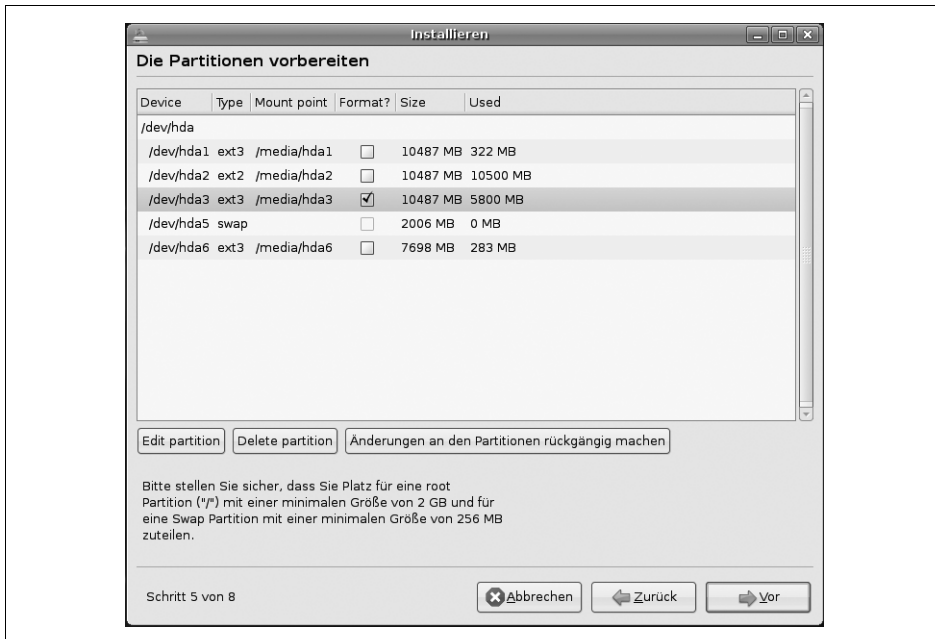 Installieren
Die Partitionen vorbereiten
Device Type Mount point Format? Size Used
/dev/hda
/dev/hda1 ext3 /media/hda1 10487 MB 322 MB
/dev/hda2 ext2 /media/hda2 10487 MB 10500 MB
/dev/hda3 ext3 /media/hda3 10487 MB 5800 MB
/dev/hda5 swap 2006 MB 0 MB
/dev/hda6 ext3 /media/hda6 7698 MB 283 MB
Edit partition Delete partition Änderungen an den Partitionen rückgängig machen
Bitte stellen Sie sicher, dass Sie Platz für eine root
Partition ("/") mit einer minimalen Größe von 2 GB und für
eine Swap Partition mit einer minimalen Größe von 256 MB
zuteilen.
Schritt 5 von 8 Abbrechen Zurück Vor